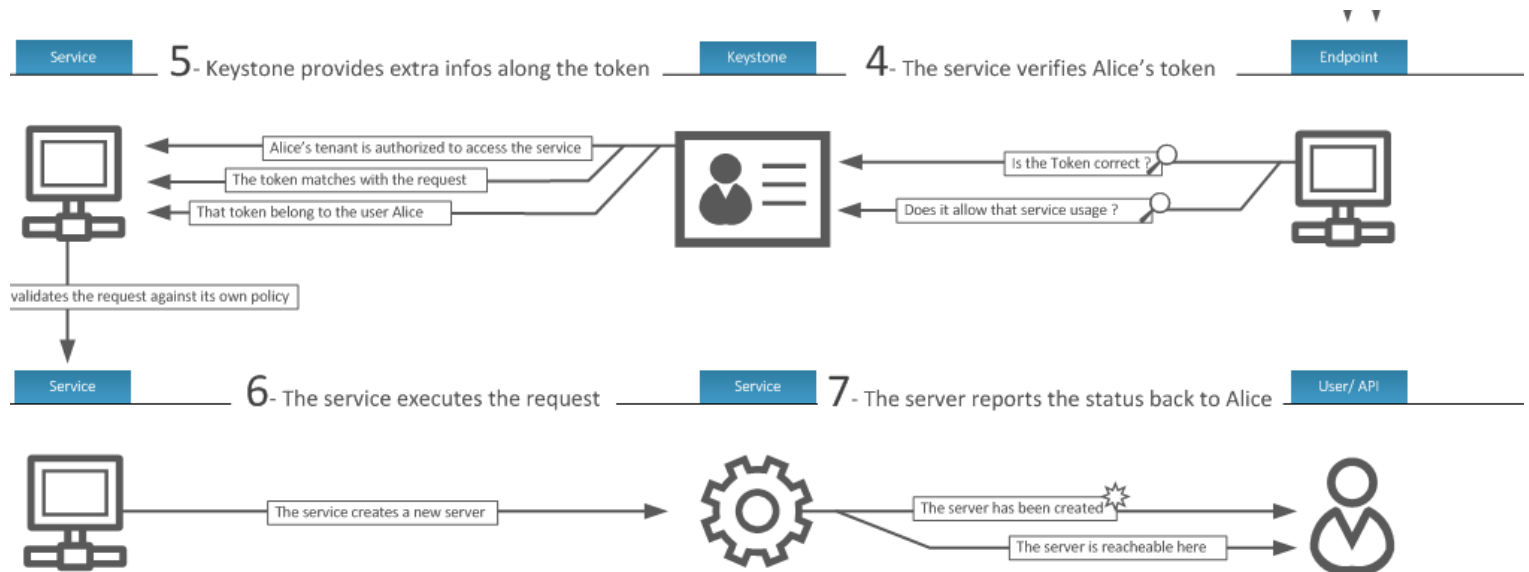 Service
5- Keystone provides extra infos along the token
Keystone
4- The service verifies Alice's token
Endpoint
Alice's tenant is authorized to access the service
The token matches with the request
That token belong to the user Alice
Is the Token correct ?
Does it allow that service usage ?
validates the request against its own policy
Service
6- The service executes the request
Service
7- The server reports the status back to Alice
User/ API
The service creates a new server
The server has been created
The server is reacheable here